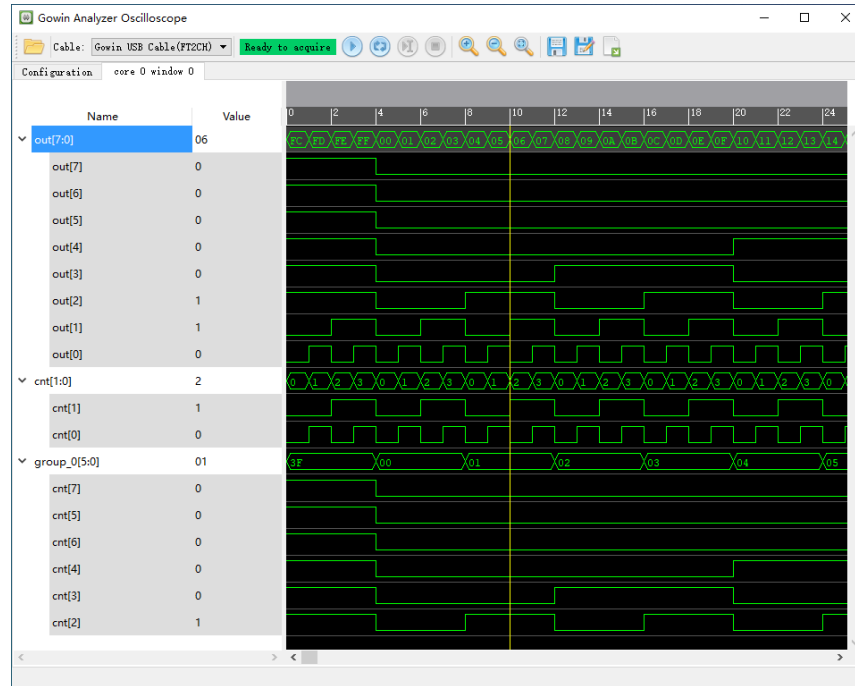 Gowin Analyzer Oscilloscope
Cable: Gowin USB Cable(FT2CH) Ready to acquire
Configuration core 0 window 0
Name Value 0 2 4 6 8 10 12 14 16 18 20 22 24
out[7:0] 06 FC FD FE FF 00 01 02 03 04 05 06 07 08 09 0A 0B 0C 0D 0E 0F 10 11 12 13 14
out[7] 0
out[6] 0
out[5] 0
out[4] 0
out[3] 0
out[2] 1
out[1] 1
out[0] 0
cnt[1:0] 2 0 1 2 3 0 1 2 3 0 1 2 3 0 1 2 3 0 1 2 3 0 1 2 3 0
cnt[1] 1
cnt[0] 0
group_0[5:0] 01 3F 00 01 02 03 04 05
cnt[7] 0
cnt[5] 0
cnt[6] 0
cnt[4] 0
cnt[3] 0
cnt[2] 1